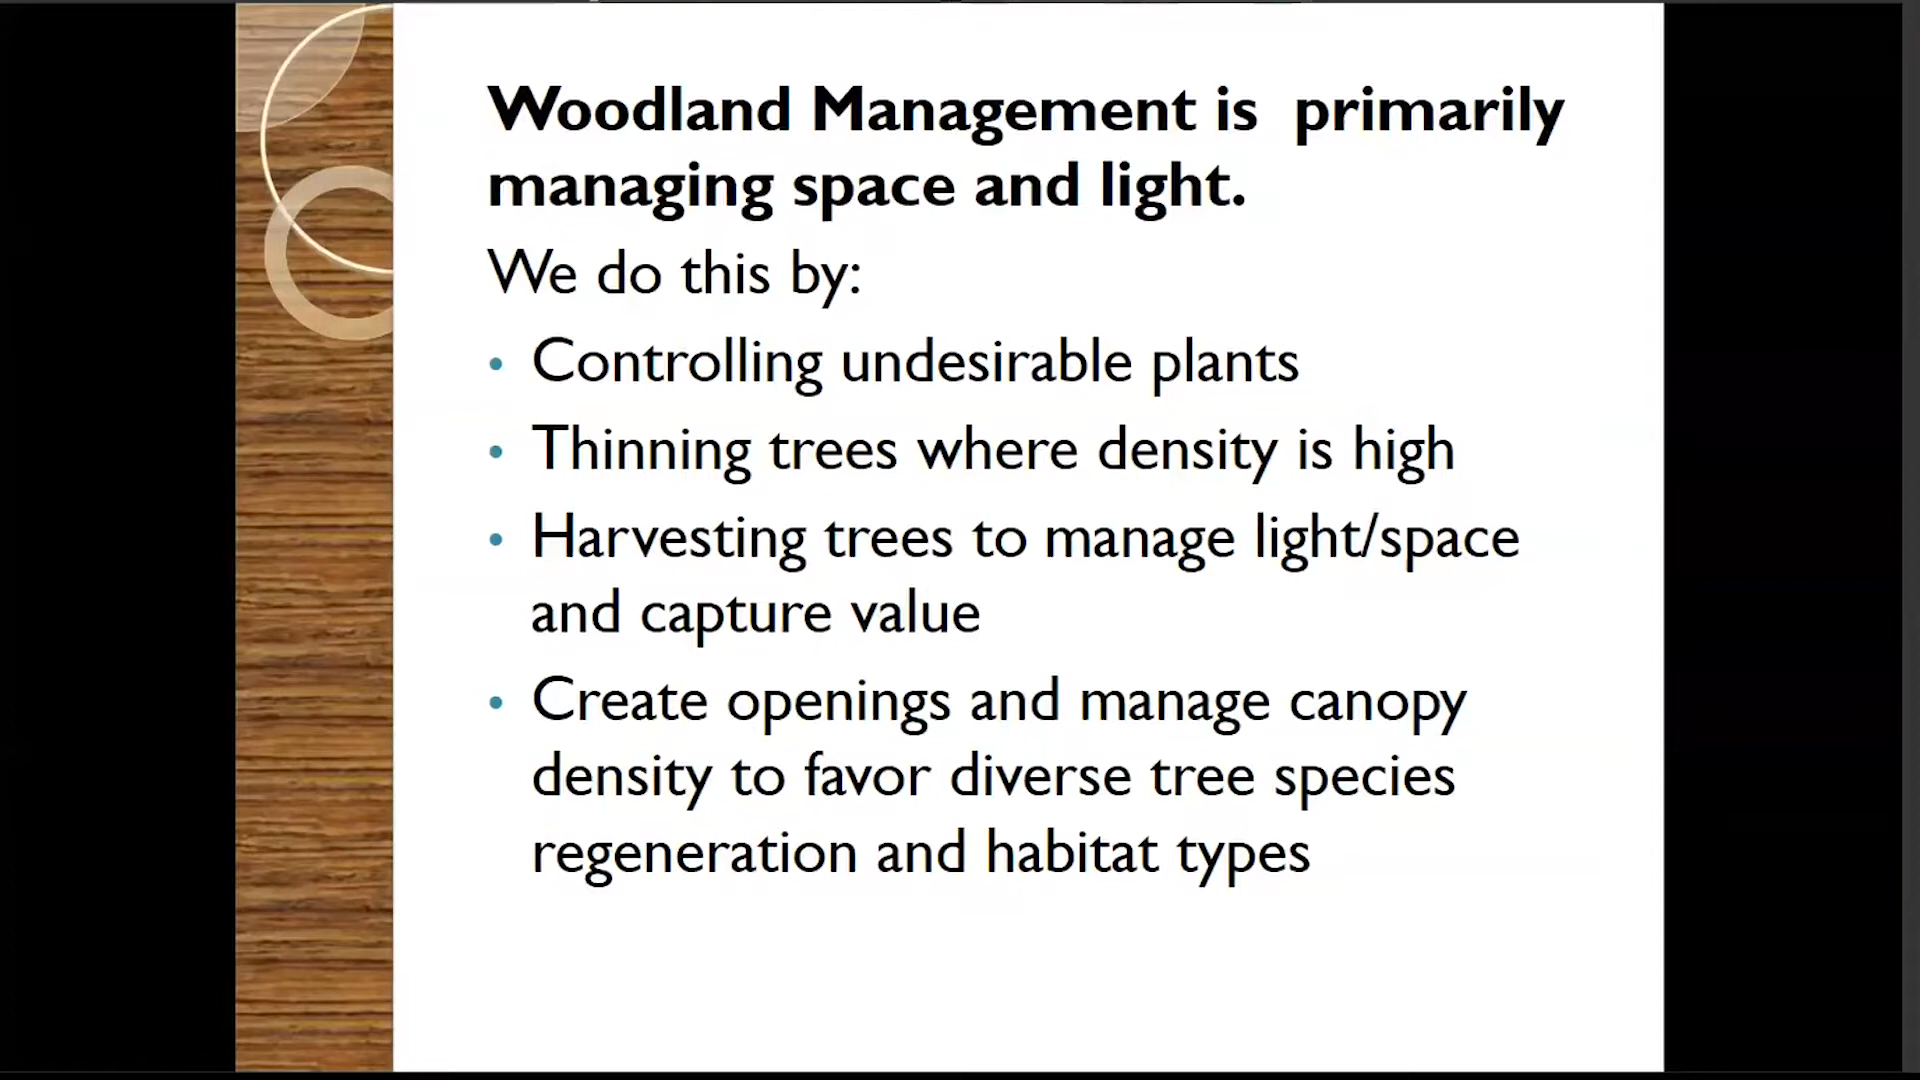 Woodland Management is  primarily
managing space and light.
We do this by:
• Controlling undesirable plants
• Thinning trees where density is high
• Harvesting trees to manage light/space
and capture value
• Create openings and manage canopy
density to favor diverse tree species
regeneration and habitat types